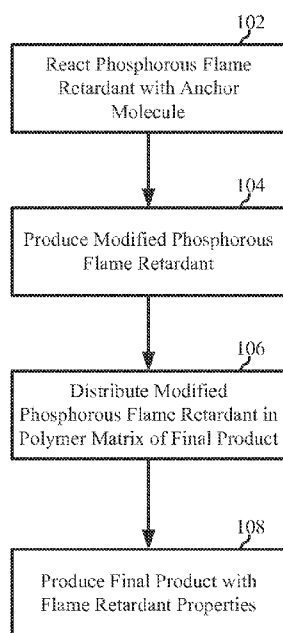 102
React Phosphorous Flame
Retardant with Anchor
Molecule
104
Produce Modified Phosphorous
Flame Retardant
106
Distribute Modified
Phosphorous Flame Retardant in
Polymer Matrix of Final Product
108
Produce Final Product with
Flame Retardant Properties